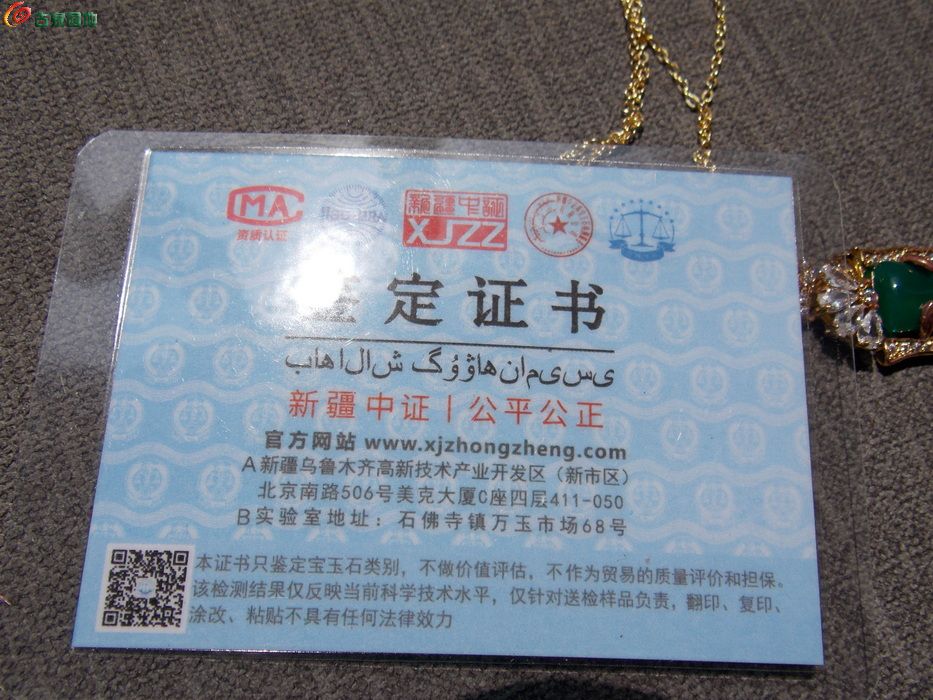 古泉园地
CMA
资质认证
新疆中证
XJZZ
定证书
یسیمانھاۋۇگ شالاھاب
新疆中证|公平公正
官方网站 www.xjzhongzheng.com
A新疆乌鲁木齐高新技术产业开发区（新市区）
北京南路506号美克大厦C座四层411-050
B实验室地址：石佛寺镇万玉市场68号
本证书只鉴定宝玉石类别，不做价值评估，不作为贸易的质量评价和担保。
该检测结果仅反映当前科学技术水平，仅针对送检样品负责，翻印、复印、
涂改、粘贴不具有任何法律效力